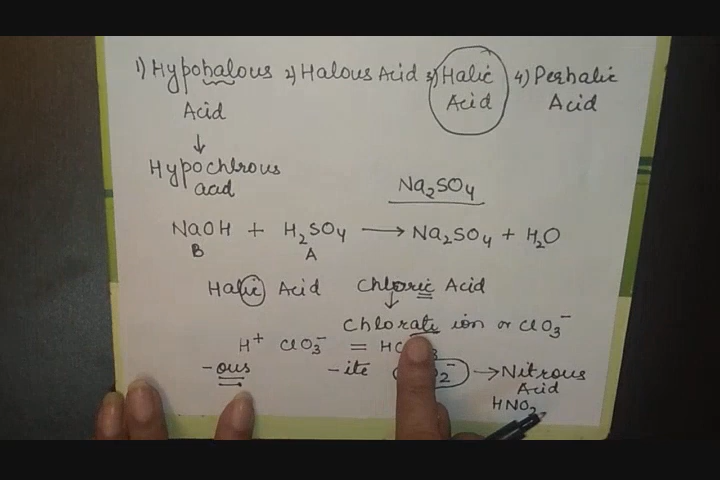 1) Hypohalous 2) Halous Acid 3) Halic Acid 4) Perhalic Acid
Acid
↓
Hypochlrous acid
Na₂SO₄
NaOH + H₂SO₄ → Na₂SO₄ + H₂O
B A
Halic Acid Chloric Acid
↓
Chlorate ion or ClO₃⁻
H⁺ ClO₃⁻ =
-ous -ite → Nitrous Acid
HNO₂